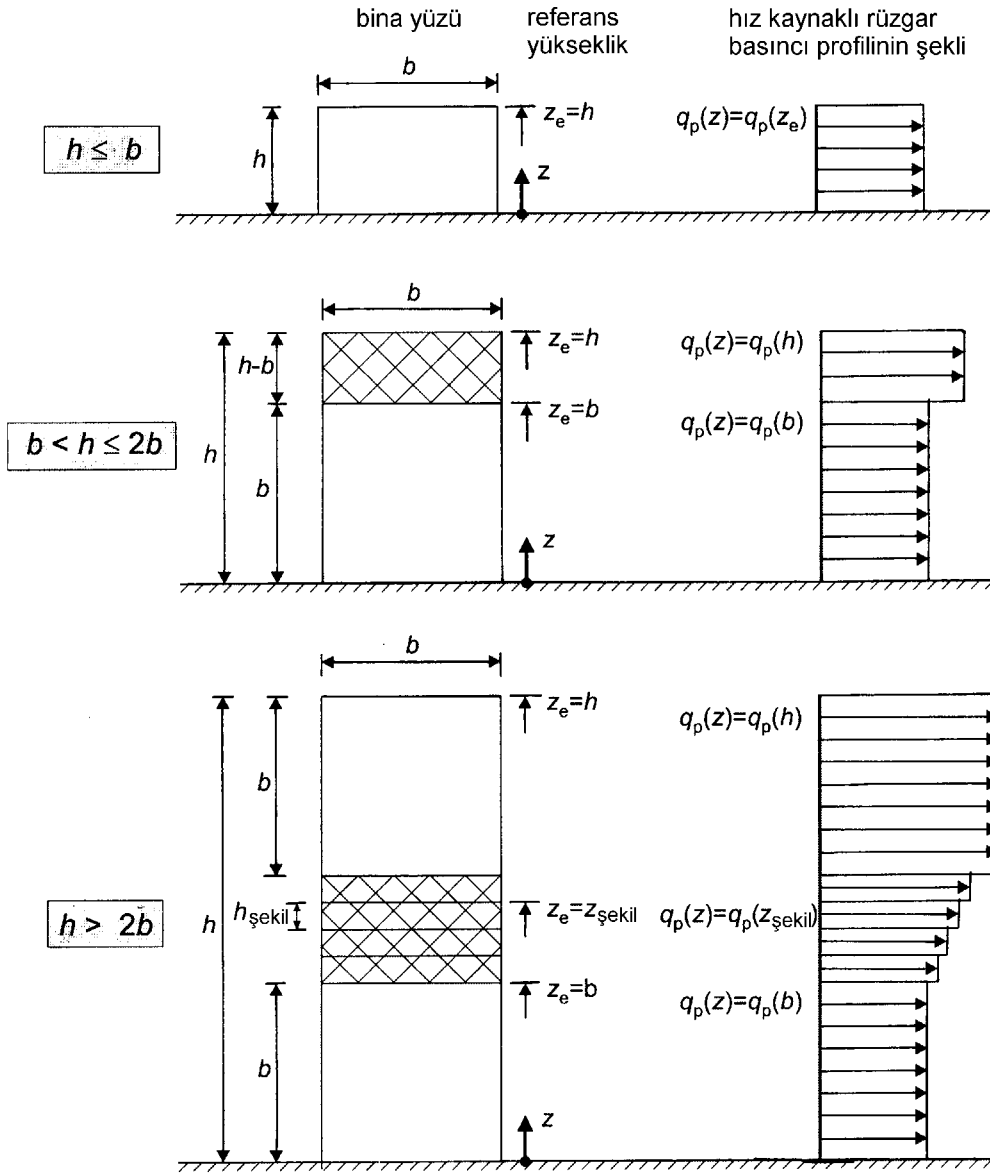 bina yüzü
referans
yükseklik
hız kaynaklı rüzgar
basıncı profilinin şekli
b
h ≤ b
h
z_e=h
z
q_p(z)=q_p(z_e)
b
b < h ≤ 2b
h
h-b
b
z_e=h
z_e=b
z
q_p(z)=q_p(h)
q_p(z)=q_p(b)
b
h > 2b
h
b
h_şekil
b
z_e=h
z_e=z_şekil
z_e=b
z
q_p(z)=q_p(h)
q_p(z)=q_p(z_şekil)
q_p(z)=q_p(b)